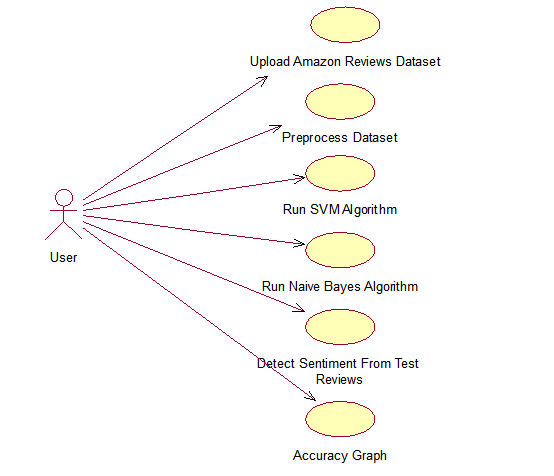 Upload Amazon Reviews Dataset
Preprocess Dataset
Run SVM Algorithm
User
Run Naive Bayes Algorithm
Detect Sentiment From Test
Reviews
Accuracy Graph